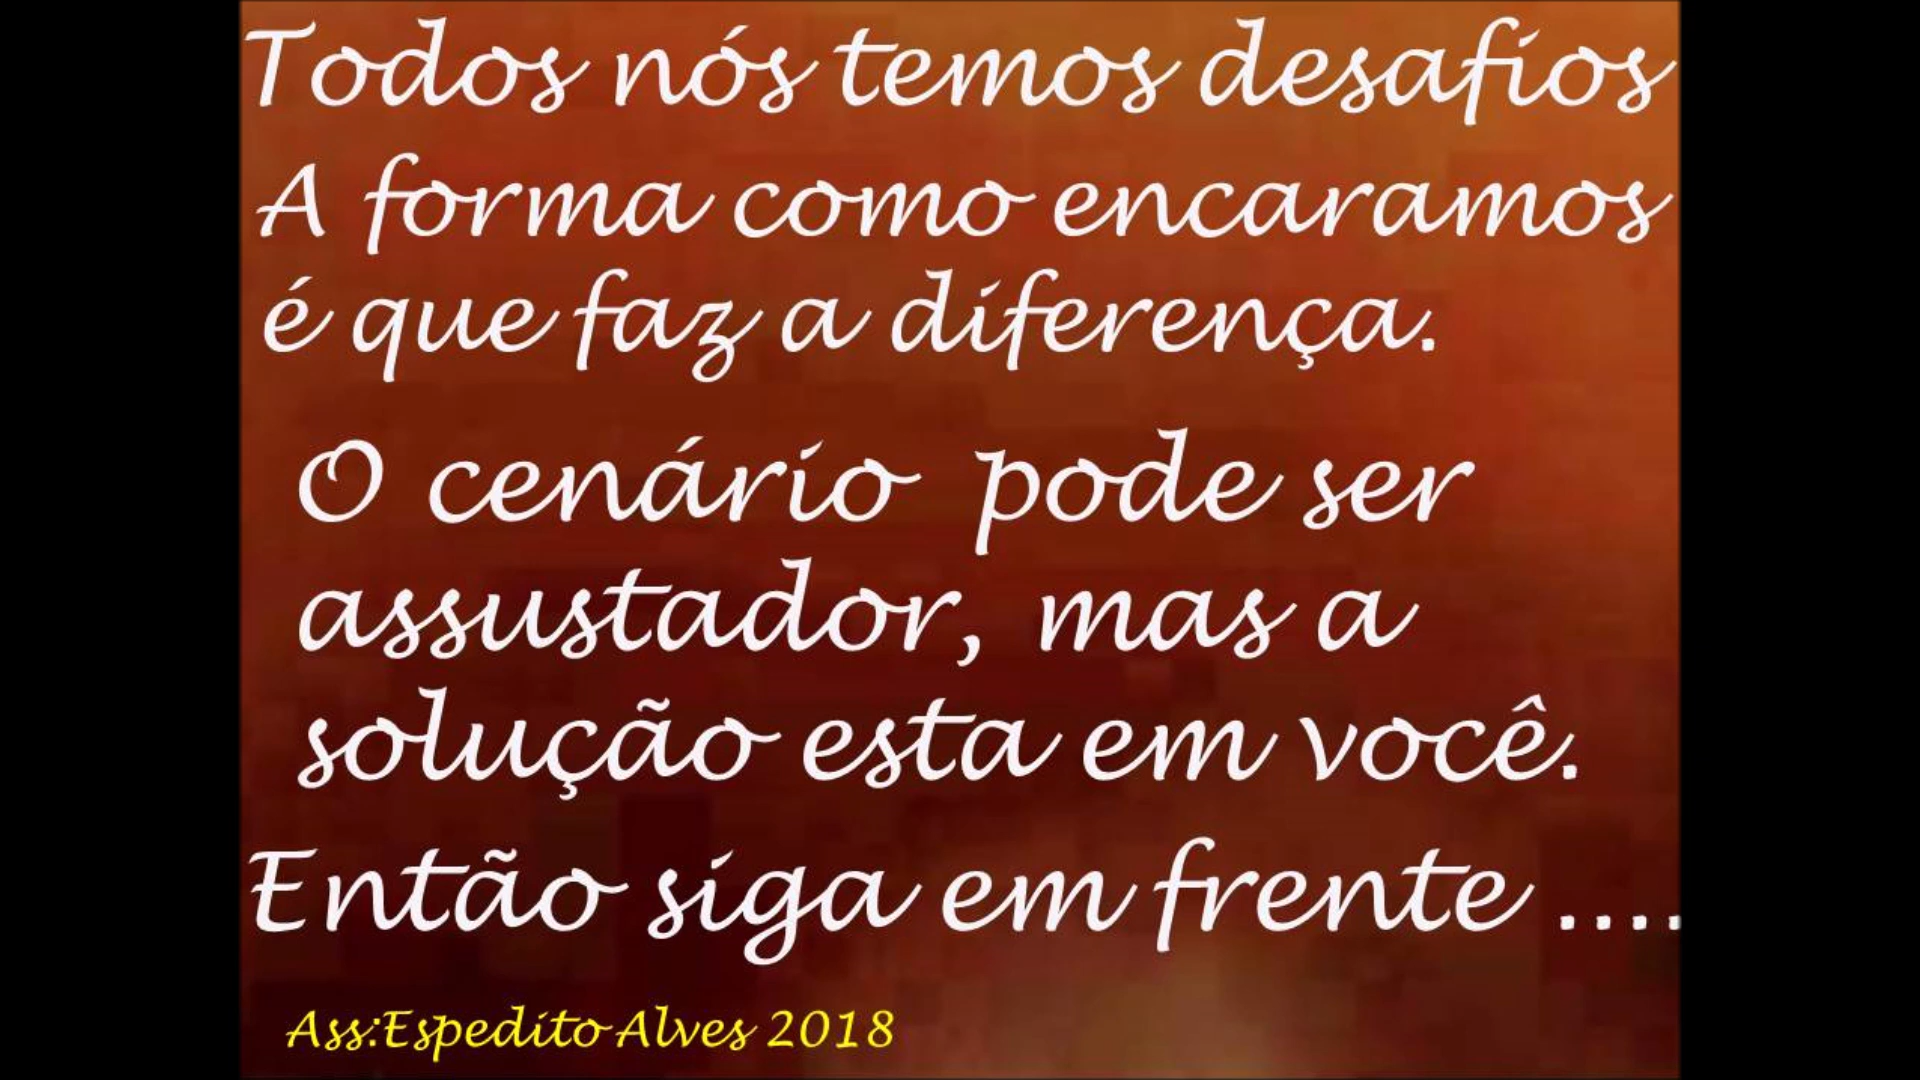 Todos nós temos desafios
A forma como encaramos
é que faz a diferença.
O cenário pode ser
assustador, mas a
solução esta em você.
Então siga em frente ....
Ass:Espedito Alves 2018